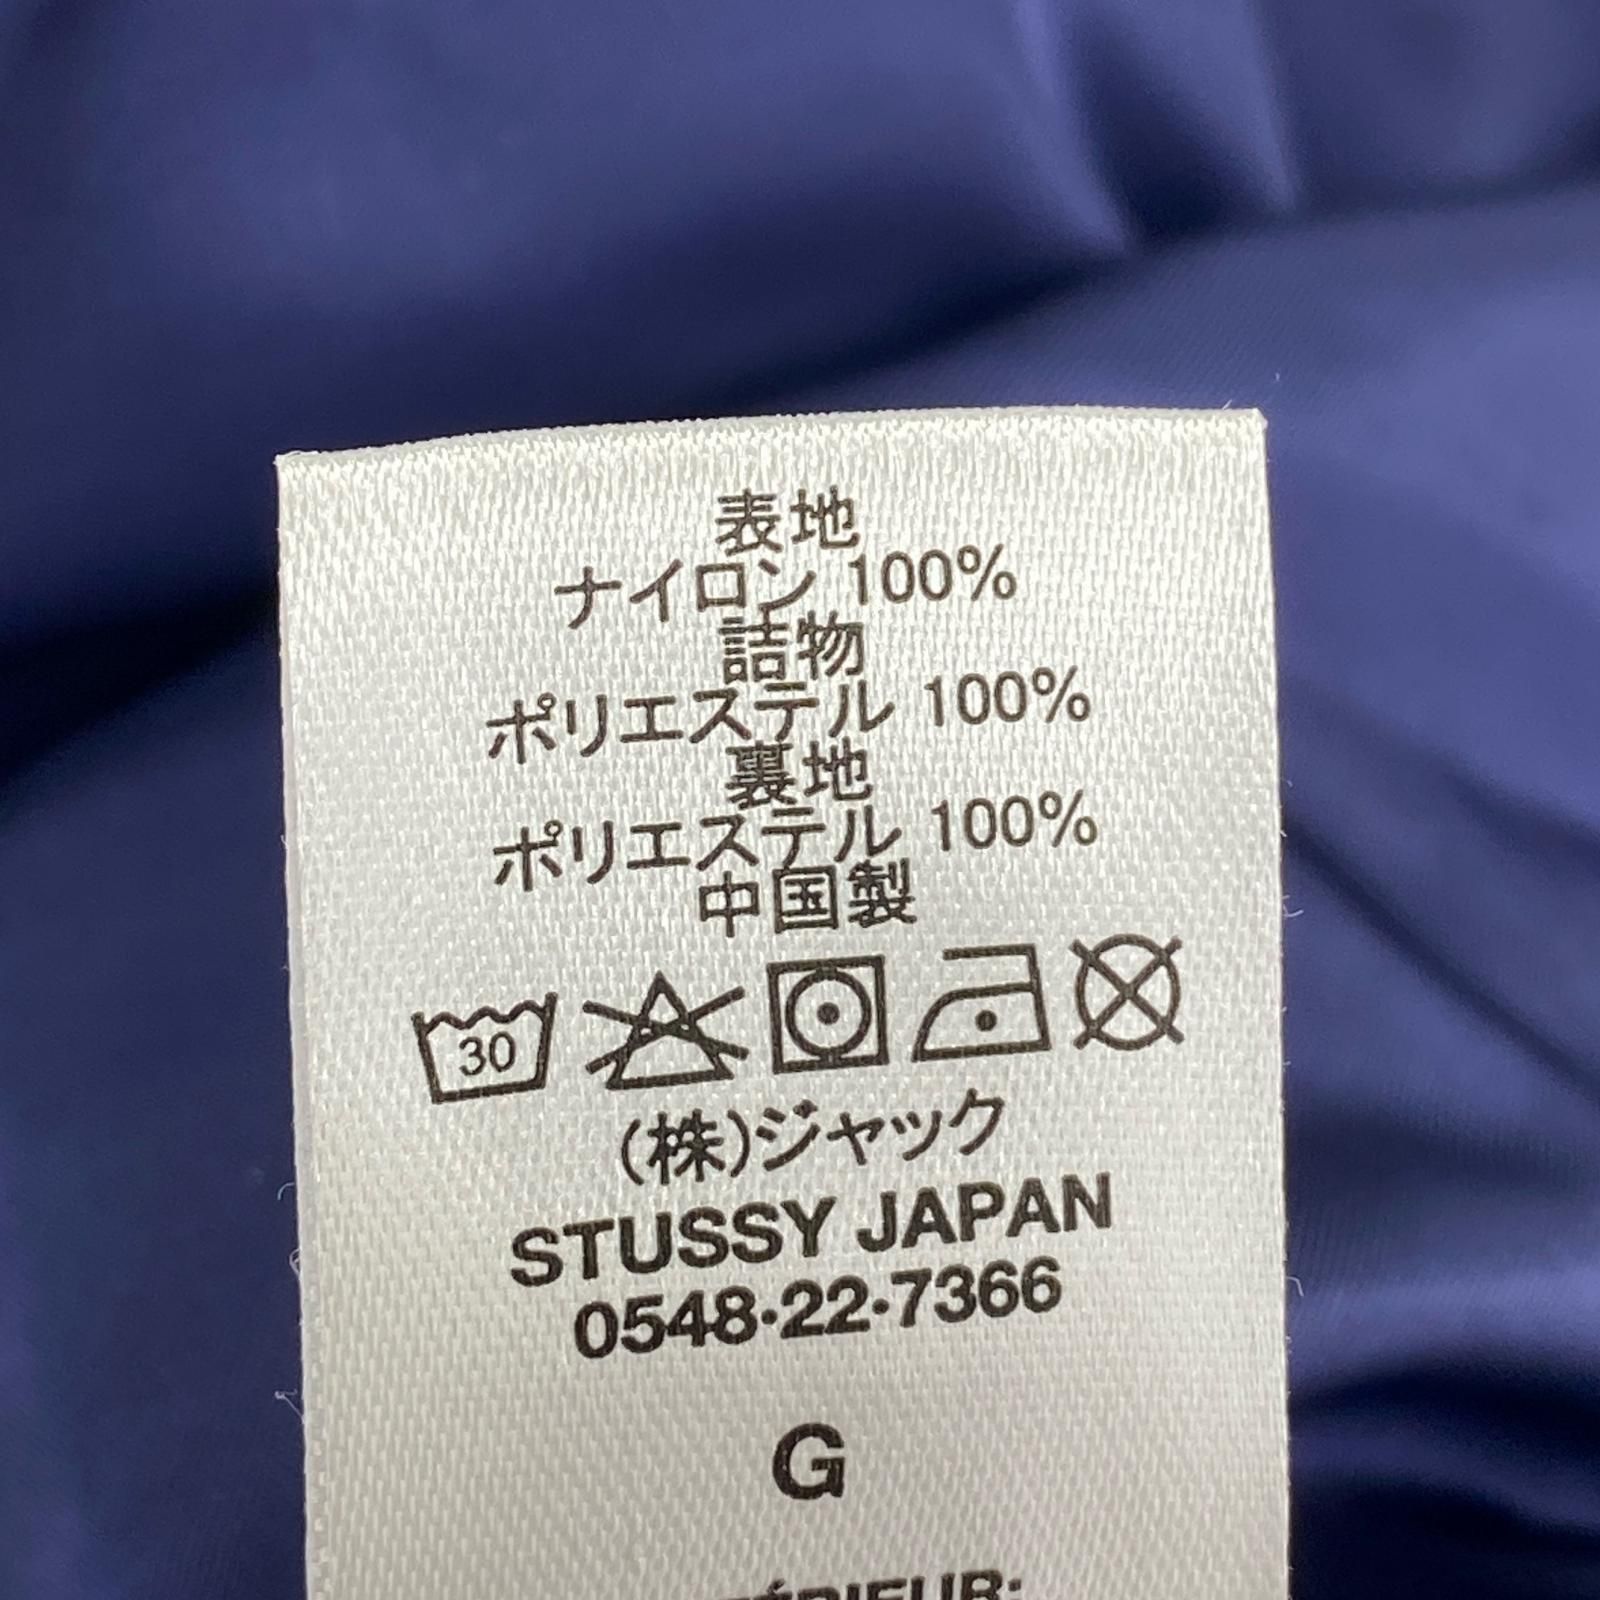 表地
ナイロン 100%
詰物
ポリエステル 100%
裏地
ポリエステル 100%
中国製
30
(株)ジャック
STUSSY JAPAN
0548·22·7366
G